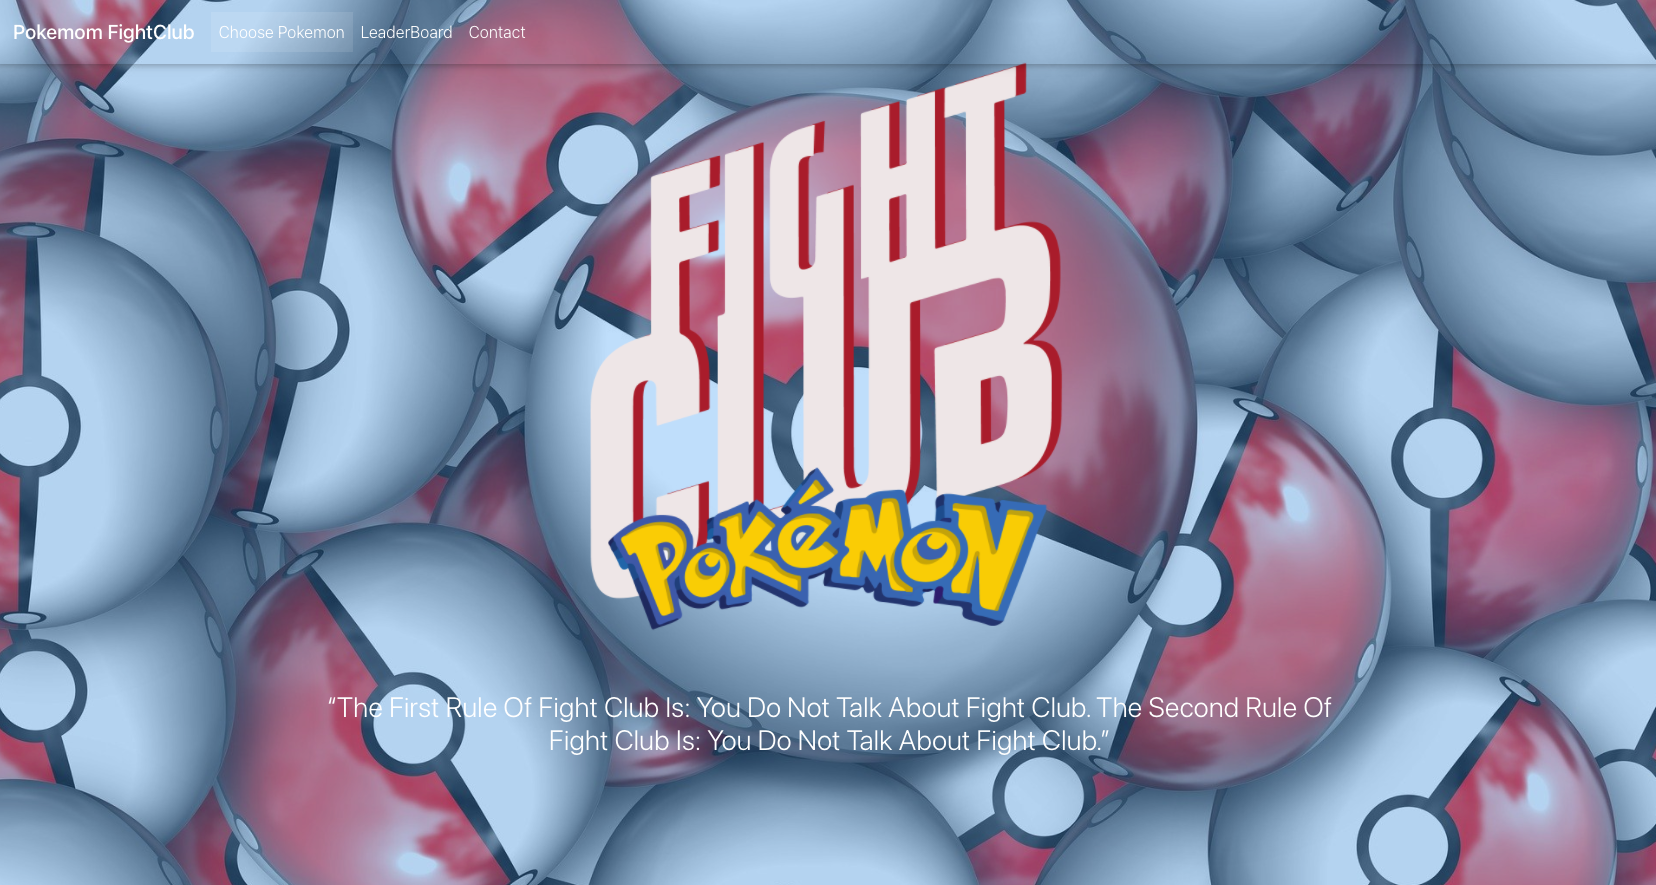 Pokemom FightClub Choose Pokemon LeaderBoard Contact
FIGHT
CLUB
POKéMON
“The First Rule Of Fight Club Is: You Do Not Talk About Fight Club. The Second Rule Of
Fight Club Is: You Do Not Talk About Fight Club.”